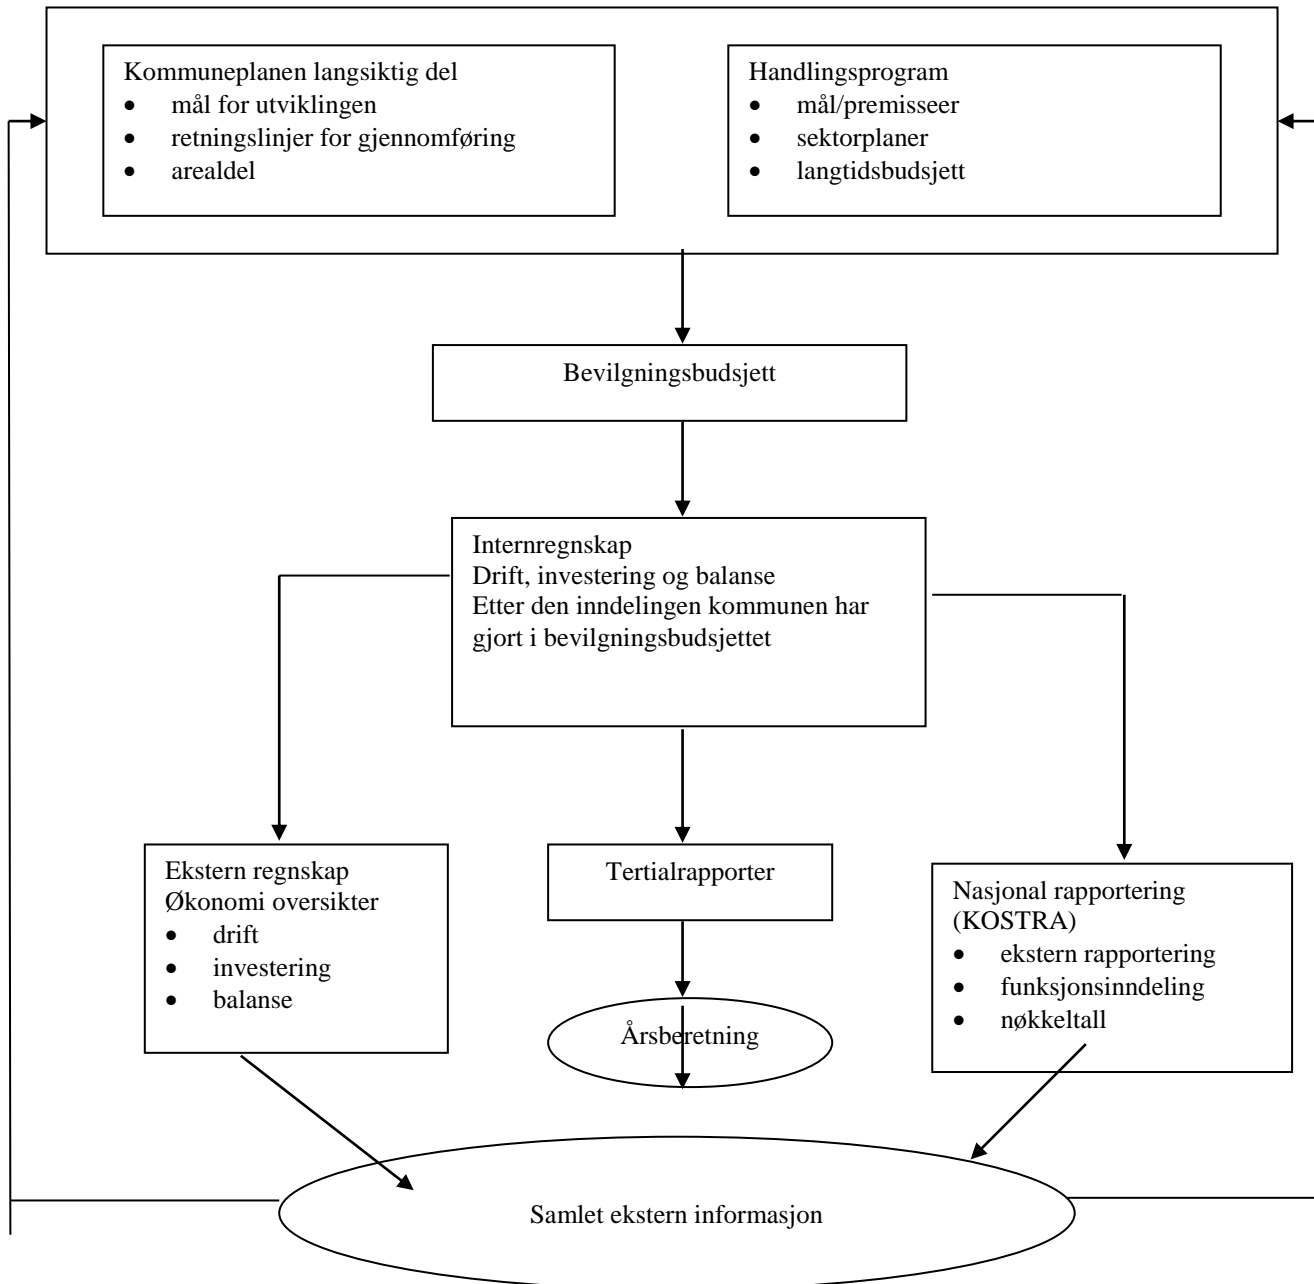 Kommuneplanen langsiktig del
• mål for utviklingen
• retningslinjer for gjennomføring
• arealdel
Handlingsprogram
• mål/premisseer
• sektorplaner
• langtidsbudsjett
Bevilgningsbudsjett
Internregnskap
Drift, investering og balanse
Etter den inndelingen kommunen har
gjort i bevilgningsbudsjettet
Ekstern regnskap
Økonomi oversikter
• drift
• investering
• balanse
Tertialrapporter
Årsberetning
Nasjonal rapportering
(KOSTRA)
• ekstern rapportering
• funksjonsinndeling
• nøkkeltall
Samlet ekstern informasjon